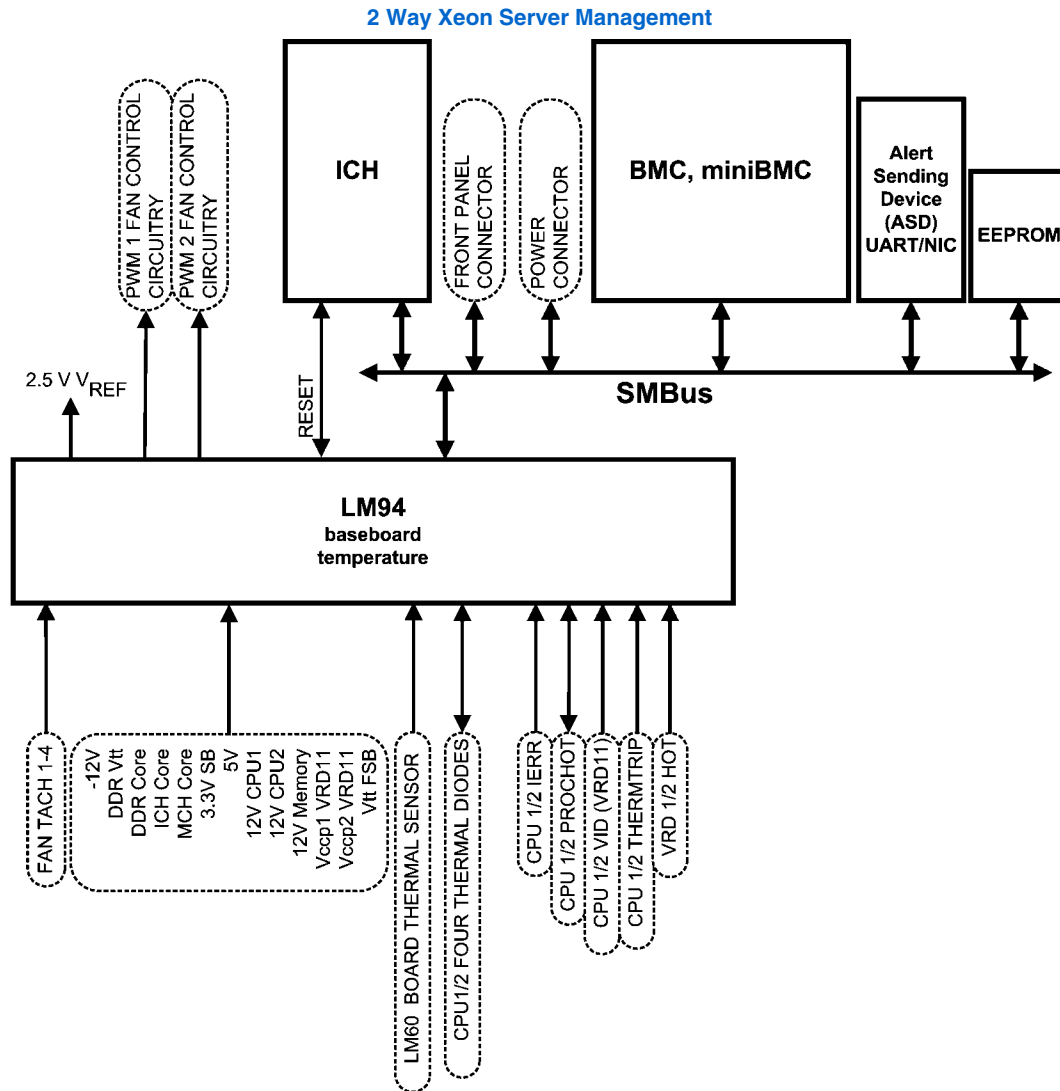 2 Way Xeon Server Management
PWM 1 FAN CONTROL
CIRCUITRY
PWM 2 FAN CONTROL
CIRCUITRY
ICH
FRONT PANEL
CONNECTOR
POWER
CONNECTOR
BMC, miniBMC
Alert
Sending
Device
(ASD)
UART/NIC
EEPROM
2.5 V VREF
RESET
SMBus
LM94
baseboard
temperature
FAN TACH 1-4
-12V
DDR Vtt
DDR Core
ICH Core
MCH Core
3.3V SB
5V
12V CPU1
12V CPU2
12V Memory
Vccp1 VRD11
Vccp2 VRD11
Vtt FSB
LM60 BOARD THERMAL SENSOR
CPU1/2 FOUR THERMAL DIODES
CPU 1/2 IERR
CPU 1/2 PROCHOT
CPU 1/2 VID (VRD11)
CPU 1/2 THERMTRIP
VRD 1/2 HOT